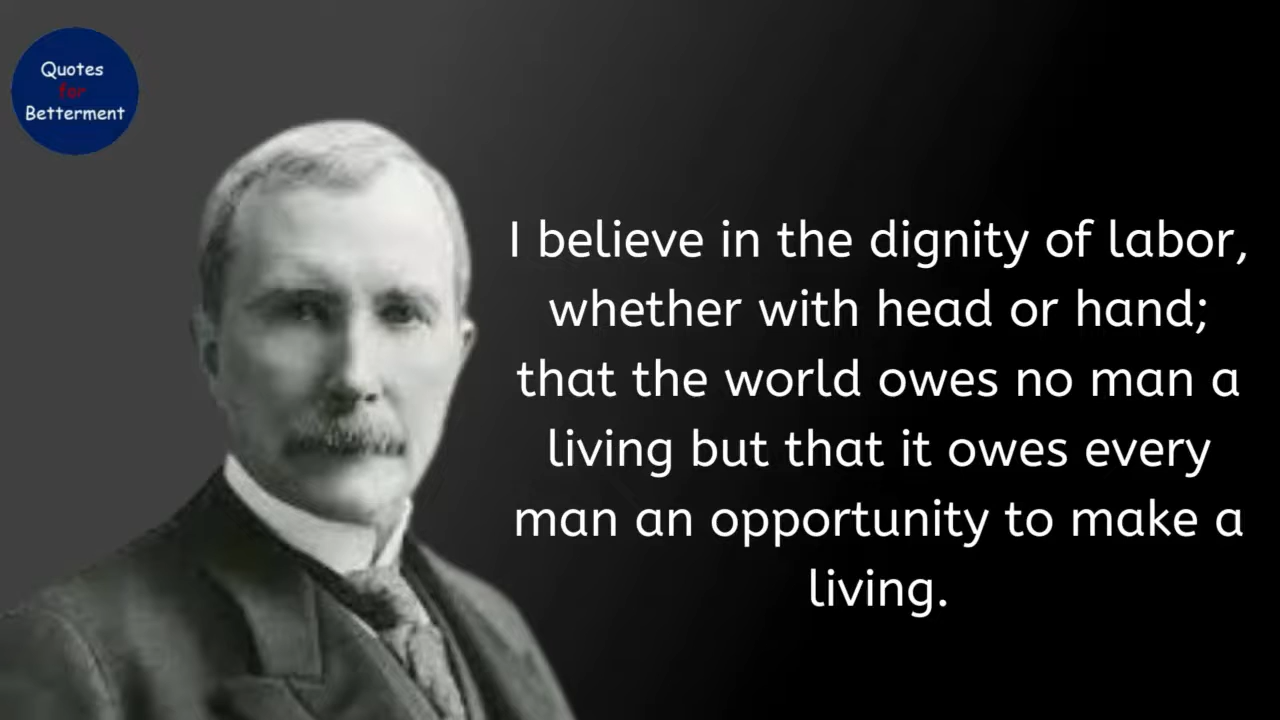 Quotes
for
Betterment
I believe in the dignity of labor,
whether with head or hand;
that the world owes no man a
living but that it owes every
man an opportunity to make a
living.